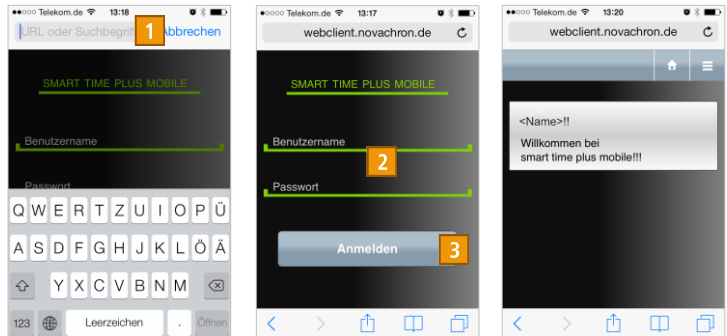 ●●○○○ Telekom.de 13:18
URL oder Suchbegriff
1
Abbrechen
SMART TIME PLUS MOBILE
Benutzername
Passwort
Q W E R T Z U I O P Ü
A S D F G H J K L Ö Ä
Y X C V B N M
123 Leerzeichen . Öffnen
●○○○○ Telekom.de 13:17
webclient.novachron.de
SMART TIME PLUS MOBILE
Benutzername
2
Passwort
Anmelden
3
●●○○○ Telekom.de 13:20
webclient.novachron.de
<Name>!!
Willkommen bei
smart time plus mobile!!!